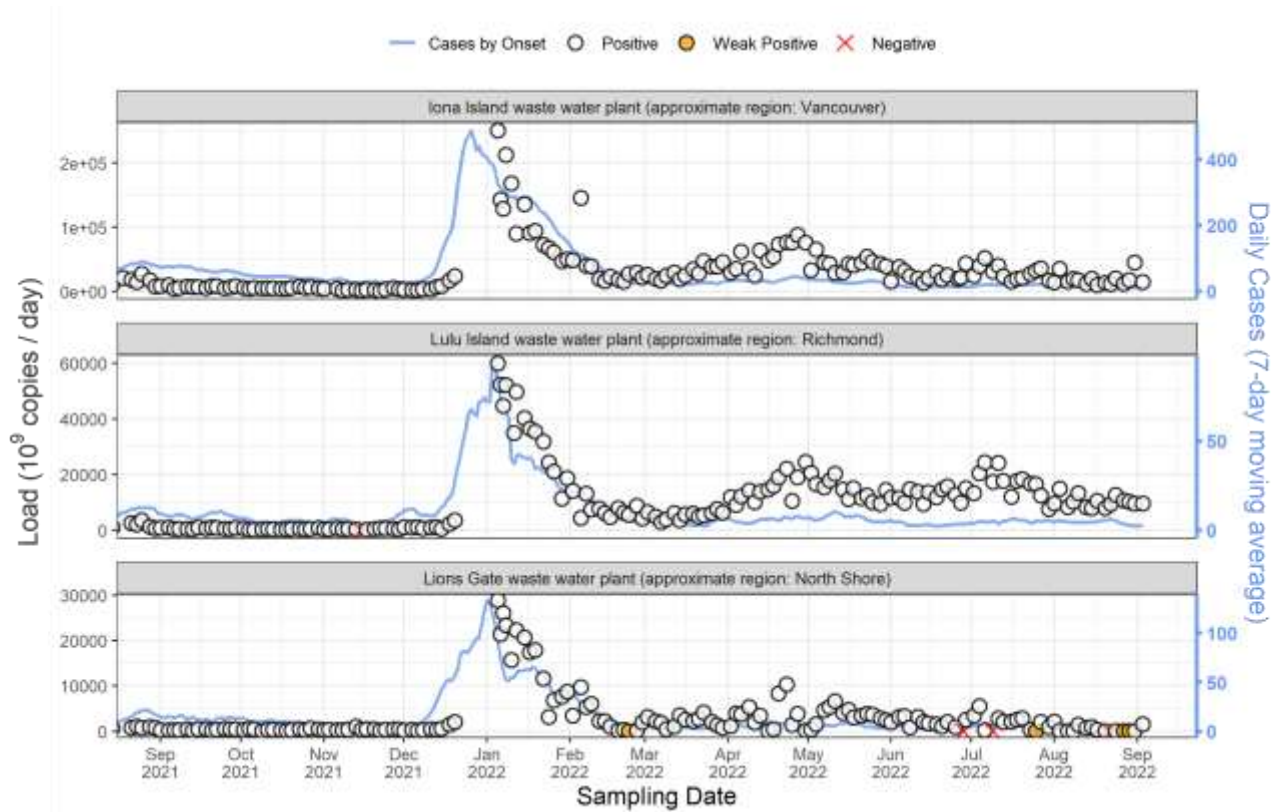 Cases by Onset Positive Weak Positive Negative
Iona Island waste water plant (approximate region: Vancouver)
2e+05
1e+05
0e+00
400
200
0
Lulu Island waste water plant (approximate region: Richmond)
60000
40000
20000
0
50
0
Lions Gate waste water plant (approximate region: North Shore)
30000
20000
10000
0
100
50
0
Load (10⁹ copies / day)
Daily Cases (7-day moving average)
Sep Oct Nov Dec Jan Feb Mar Apr May Jun Jul Aug Sep
2021 2021 2021 2021 2022 2022 2022 2022 2022 2022 2022 2022 2022
Sampling Date